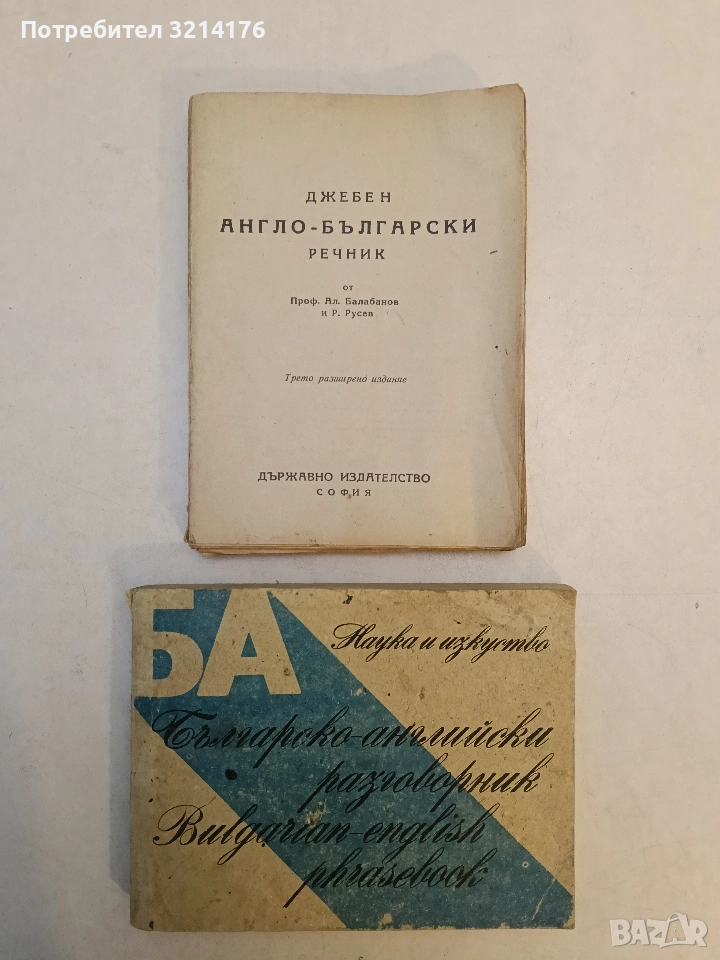 Потребител 3214176
ДЖЕБЕН
АНГЛО-БЪЛГАРСКИ
РЕЧНИК
от
Проф. Ал. Балабанов
и Р. Русев
Трето разширено издание
ДЪРЖАВНО ИЗДАТЕЛСТВО
СОФИЯ
БА
Наука и изкуство
Българско-английски
разговорник
Bulgarian-english
phrasebook
BAZAR